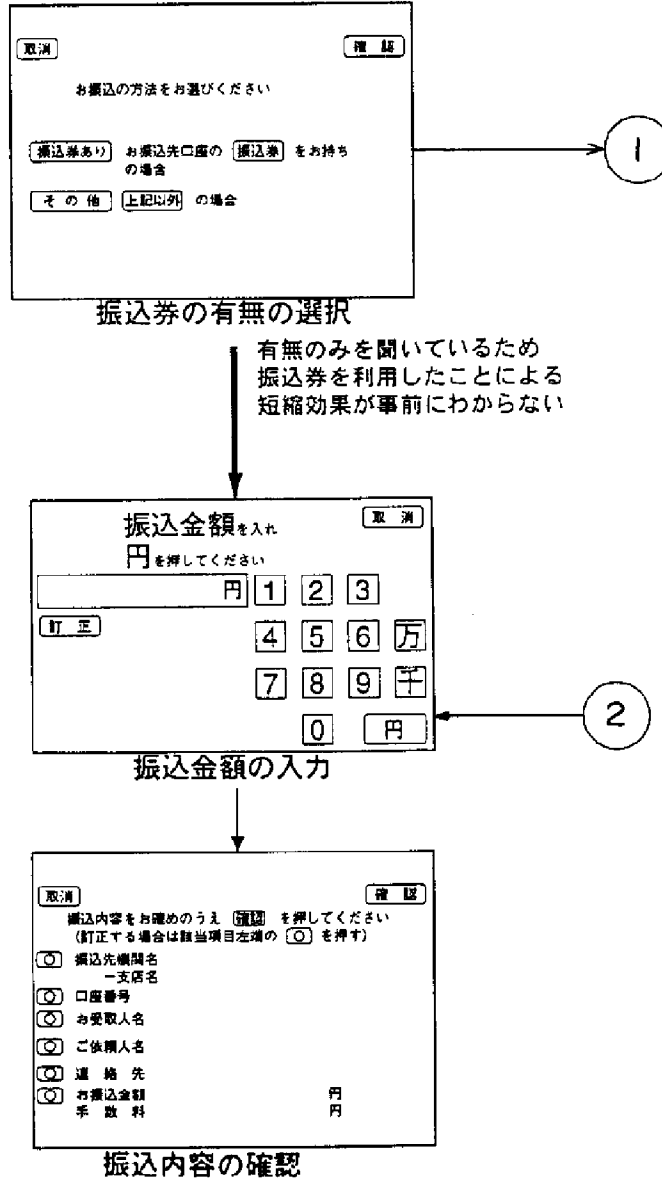 取消
確 認
お振込の方法をお選びください
振込券あり お振込先口座の 振込券 をお持ち
の場合
その他 上記以外 の場合
1
振込券の有無の選択
有無のみを聞いているため
振込券を利用したことによる
短縮効果が事前にわからない
振込金額を入れ
取 消
円を押してください
円 1 2 3
訂 正
4 5 6 万
7 8 9 千
0 円
2
振込金額の入力
取消
確 認
振込内容をお確めのうえ 確認 を押してください
(訂正する場合は該当項目左端の ○ を押す)
○ 振込先機関名
ー支店名
○ 口座番号
○ お受取人名
○ ご依頼人名
○ 連 絡 先
○ お振込金額 円
手 数 料 円
振込内容の確認